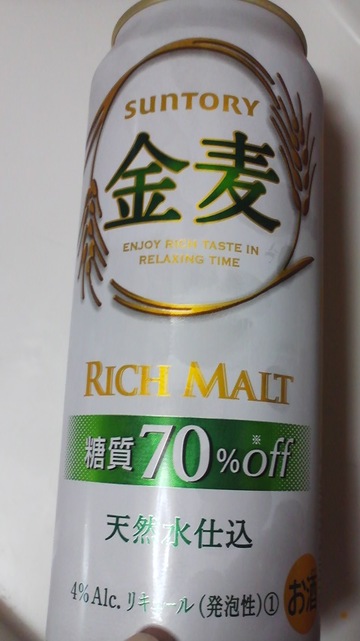 SUNTORY
金麦
ENJOY RICH TASTE IN
RELAXING TIME
RICH MALT
糖質70%※off
天然水仕込
4% Alc. リキュール(発泡性)①
お酒